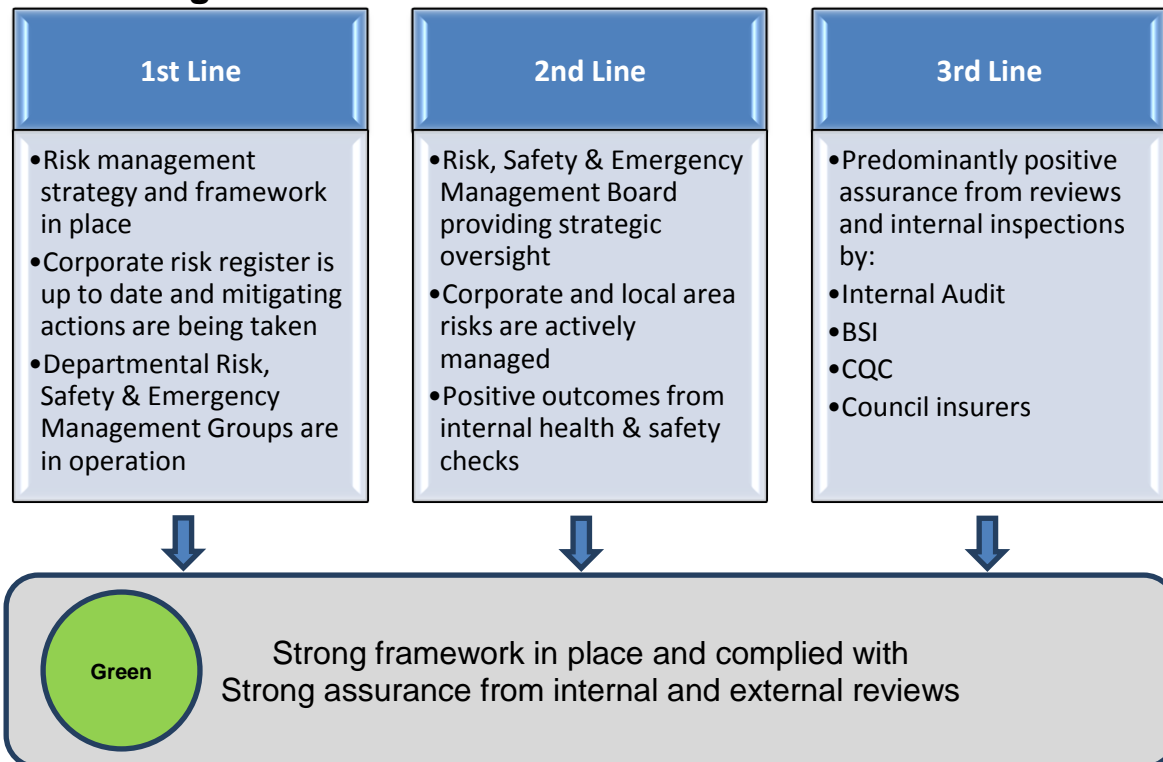 1st Line
•Risk management
strategy and framework
in place
•Corporate risk register is
up to date and mitigating
actions are being taken
•Departmental Risk,
Safety & Emergency
Management Groups are
in operation
2nd Line
•Risk, Safety & Emergency
Management Board
providing strategic
oversight
•Corporate and local area
risks are actively
managed
•Positive outcomes from
internal health & safety
checks
3rd Line
•Predominantly positive
assurance from reviews
and internal inspections
by:
•Internal Audit
•BSI
•CQC
•Council insurers
Green
Strong framework in place and complied with
Strong assurance from internal and external reviews